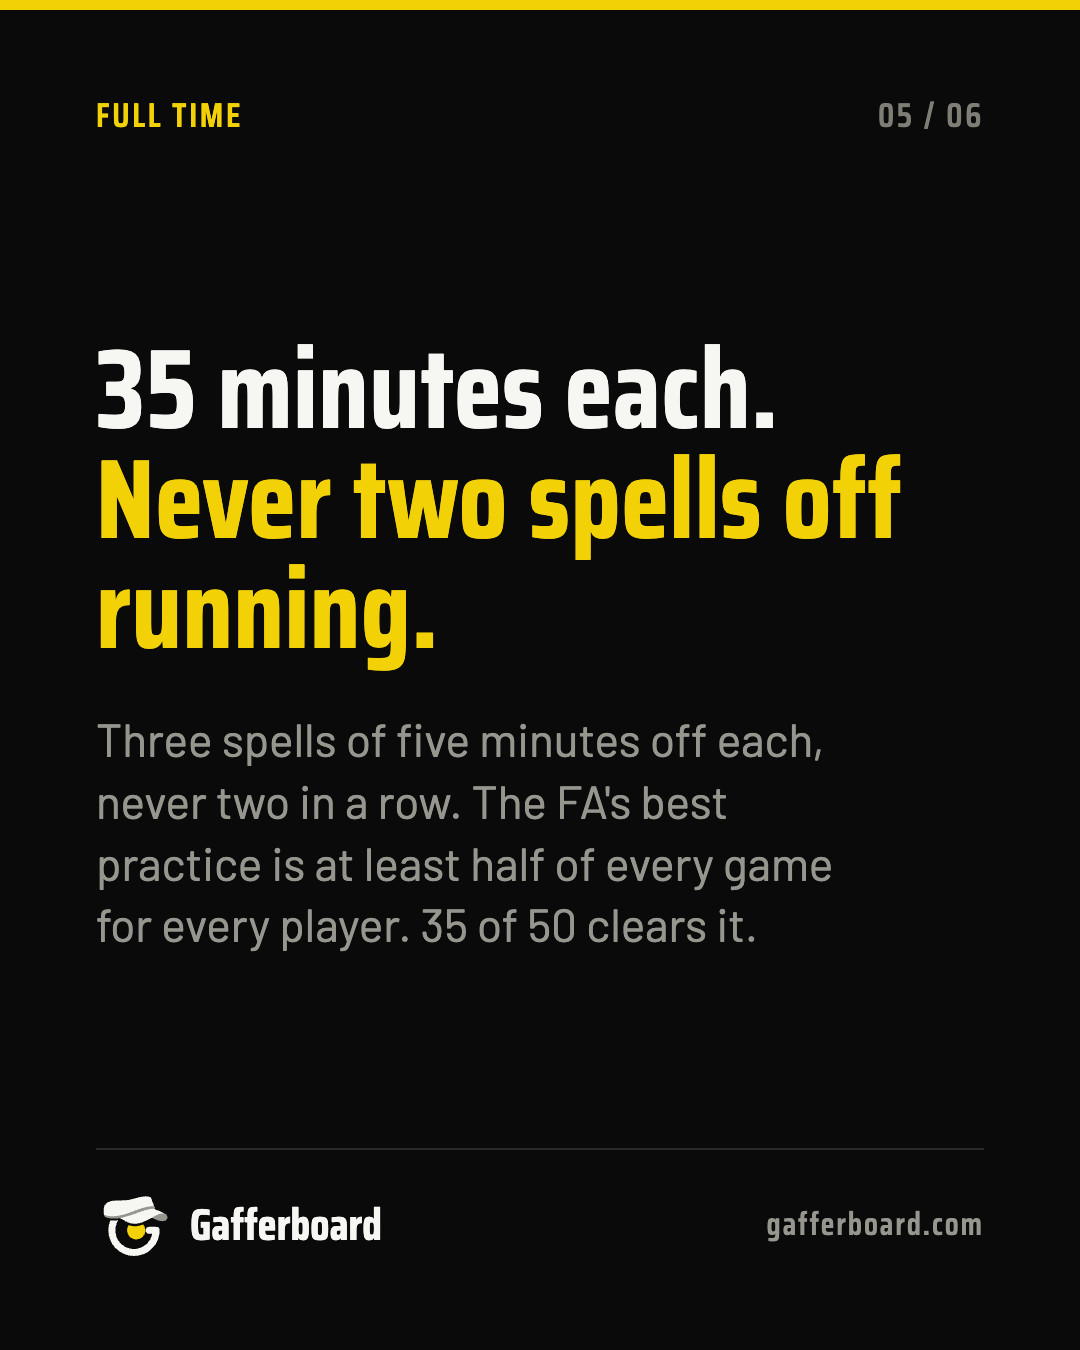 FULL TIME
05 / 06
35 minutes each.
Never two spells off
running.
Three spells of five minutes off each,
never two in a row. The FA's best
practice is at least half of every game
for every player. 35 of 50 clears it.
Gafferboard
gafferboard.com